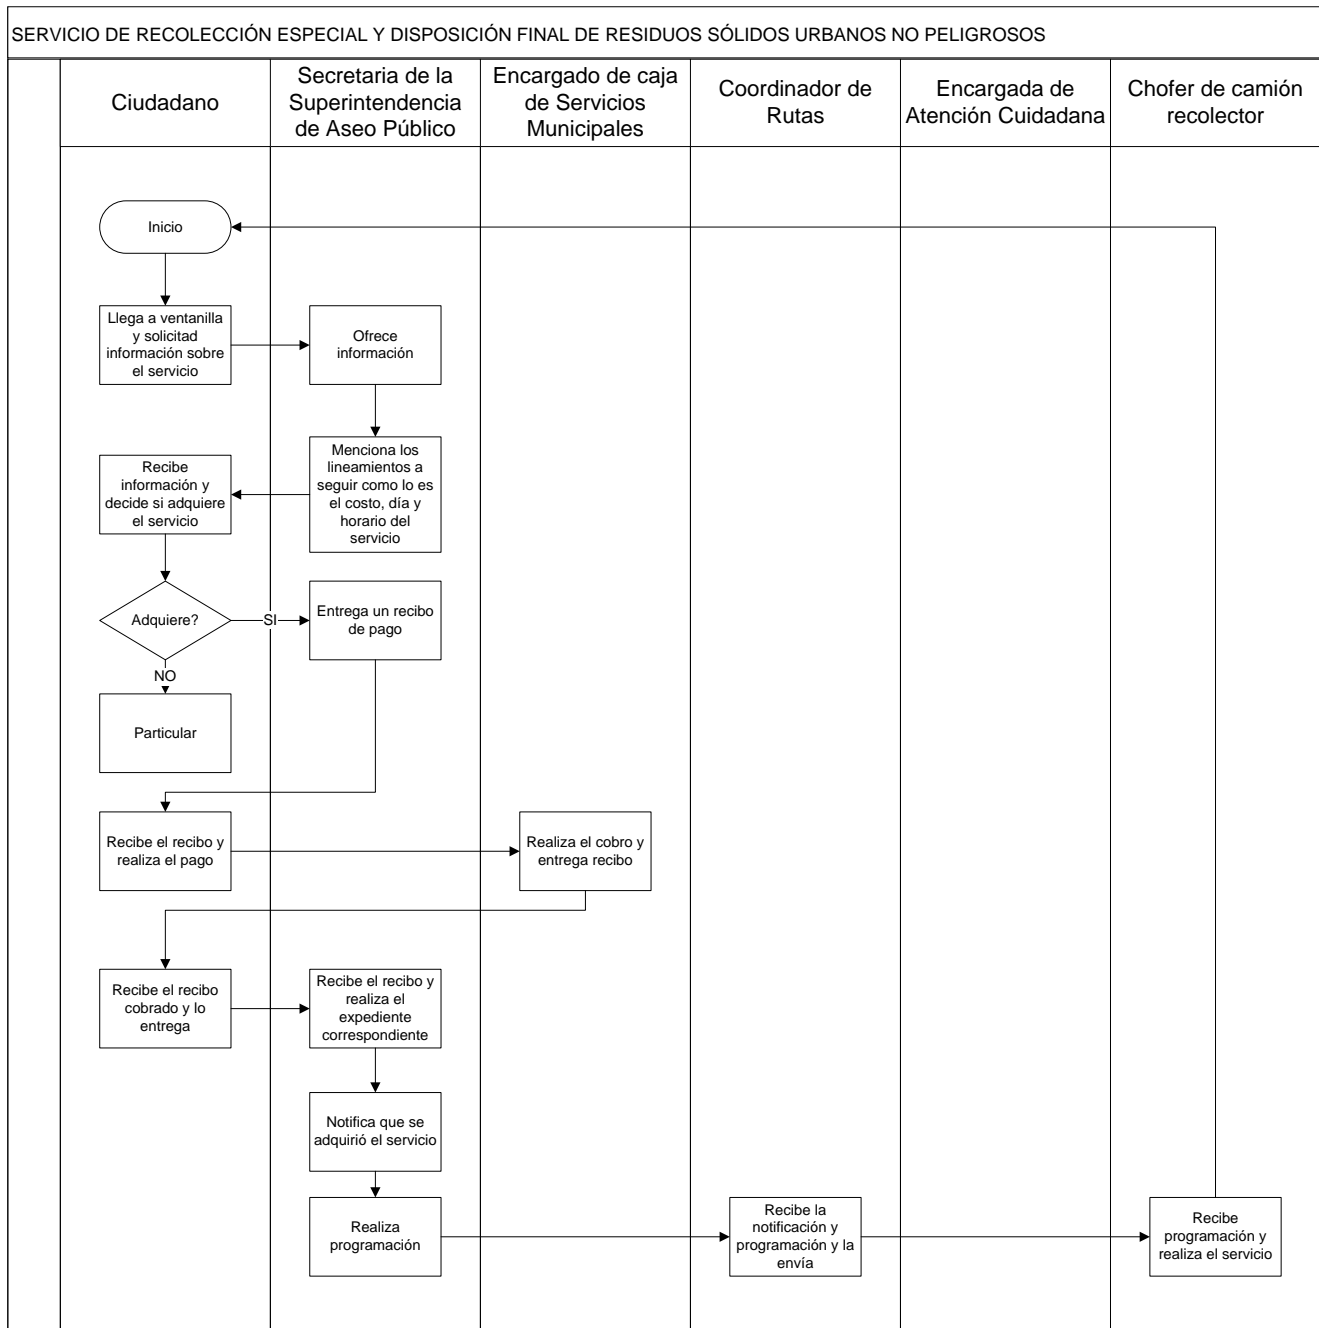 SERVICIO DE RECOLECCIÓN ESPECIAL Y DISPOSICIÓN FINAL DE RESIDUOS SÓLIDOS URBANOS NO PELIGROSOS
Ciudadano
Secretaria de la
Superintendencia
de Aseo Público
Encargado de caja
de Servicios
Municipales
Coordinador de
Rutas
Encargada de
Atención Cuidadana
Chofer de camión
recolector
Inicio
Llega a ventanilla
y solicitad
información sobre
el servicio
Ofrece
información
Menciona los
lineamientos a
seguir como lo es
el costo, día y
horario del
servicio
Recibe
información y
decide si adquiere
el servicio
Adquiere?
SI
Entrega un recibo
de pago
NO
Particular
Recibe el recibo y
realiza el pago
Realiza el cobro y
entrega recibo
Recibe el recibo
cobrado y lo
entrega
Recibe el recibo y
realiza el
expediente
correspondiente
Notifica que se
adquirió el servicio
Realiza
programación
Recibe la
notificación y
programación y la
envía
Recibe
programación y
realiza el servicio